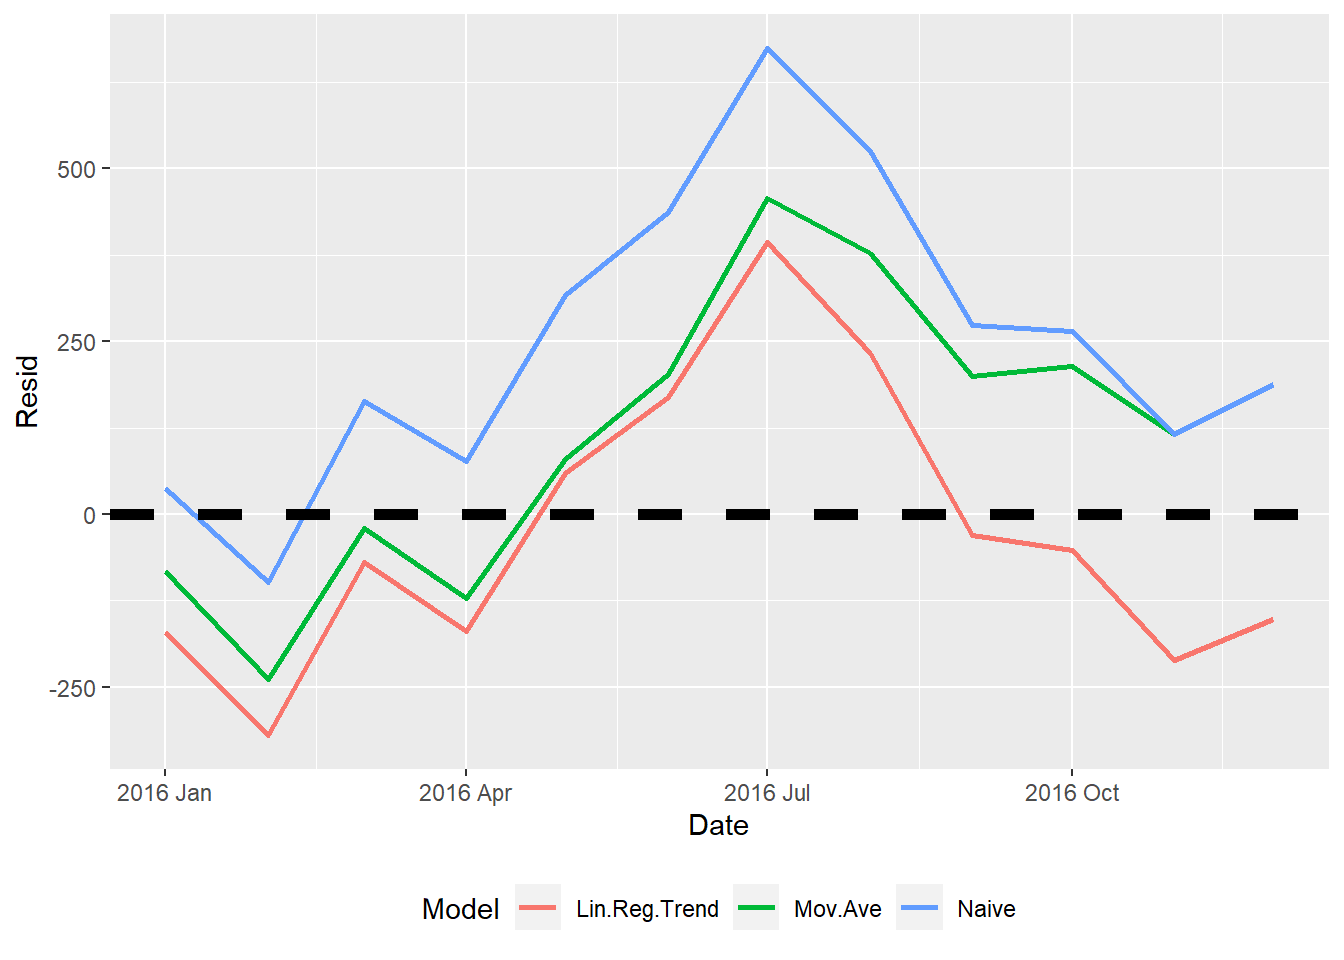 500
250
0
-250
Resid
2016 Jan 2016 Apr 2016 Jul 2016 Oct
Date
Model Lin.Reg.Trend Mov.Ave Naive